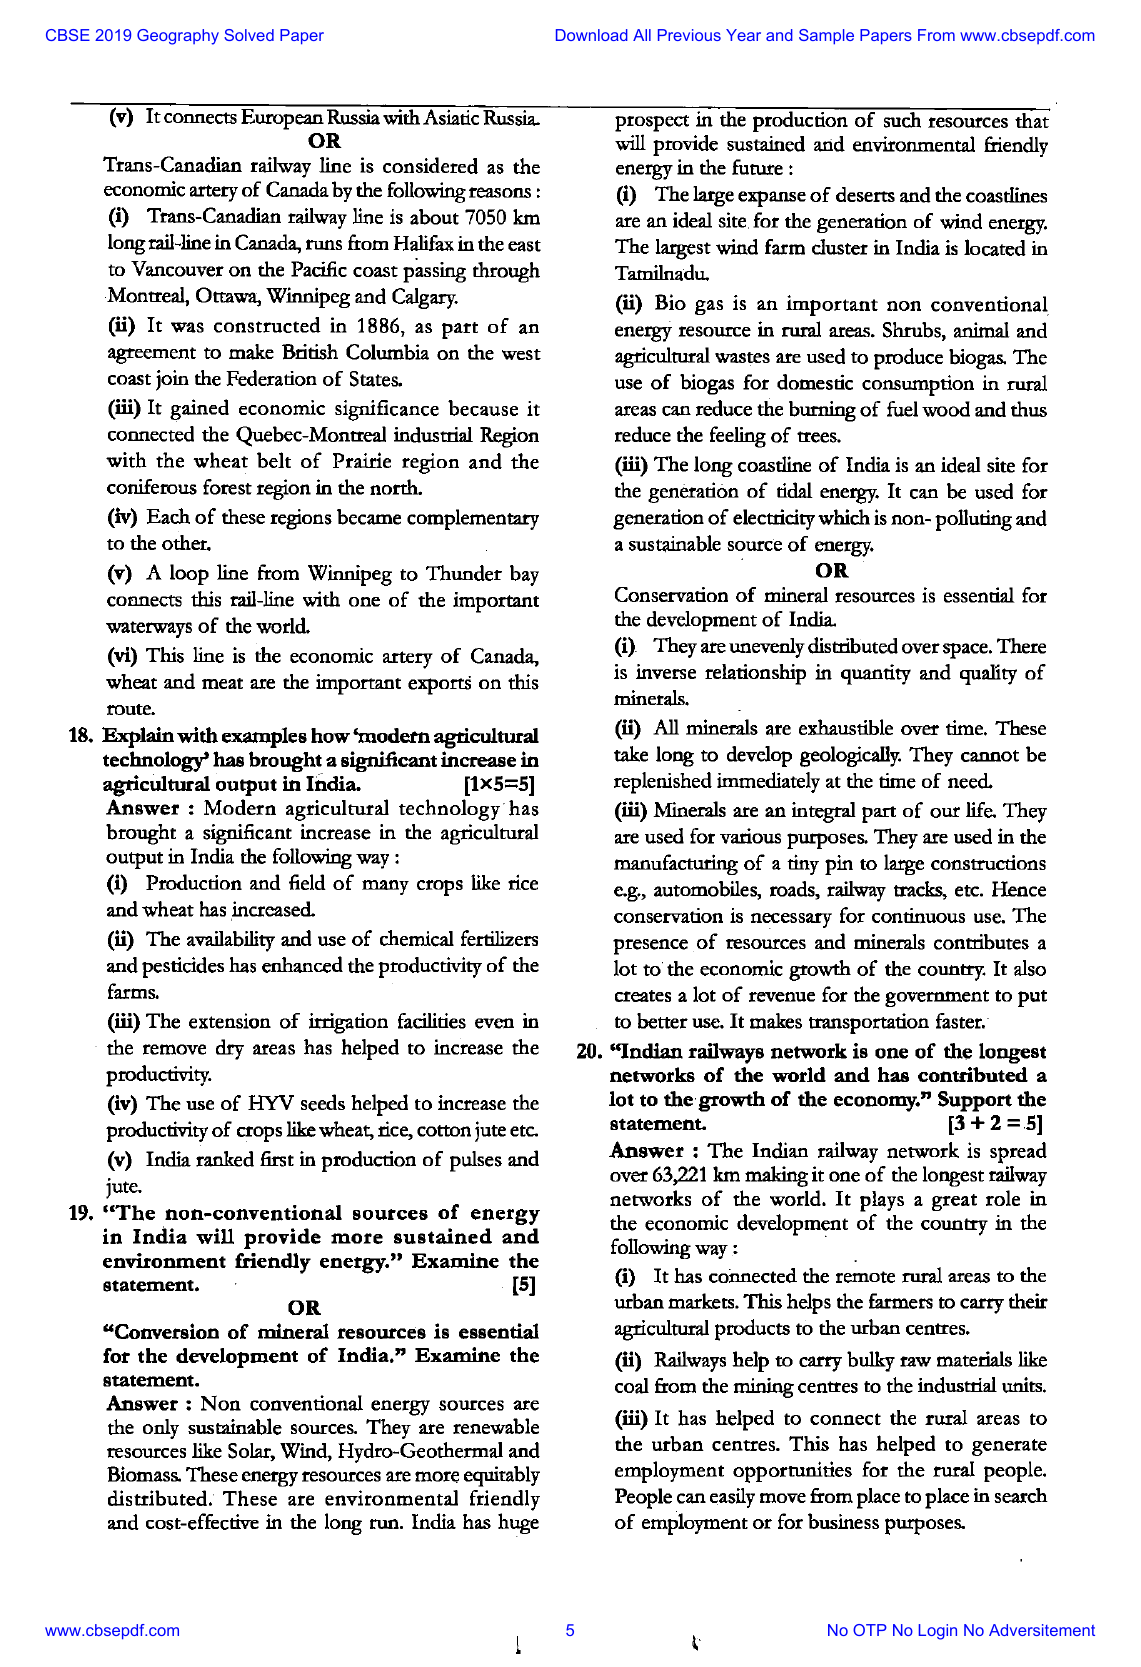 CBSE 2019 Geography Solved Paper
Download All Previous Year and Sample Papers From www.cbsepdf.com
(v) It connects European Russia with Asiatic Russia.
OR
Trans-Canadian railway line is considered as the
economic artery of Canada by the following reasons :
(i) Trans-Canadian railway line is about 7050 km
long rail-line in Canada, runs from Halifax in the east
to Vancouver on the Pacific coast passing through
Montreal, Ottawa, Winnipeg and Calgary.
(ii) It was constructed in 1886, as part of an
agreement to make British Columbia on the west
coast join the Federation of States.
(iii) It gained economic significance because it
connected the Quebec-Montreal industrial Region
with the wheat belt of Prairie region and the
coniferous forest region in the north.
(iv) Each of these regions became complementary
to the other.
(v) A loop line from Winnipeg to Thunder bay
connects this rail-line with one of the important
waterways of the world.
(vi) This line is the economic artery of Canada,
wheat and meat are the important exports on this
route.
18. Explain with examples how ‘modern agricultural
technology’ has brought a significant increase in
agricultural output in India. [1×5=5]
Answer : Modern agricultural technology has
brought a significant increase in the agricultural
output in India the following way :
(i) Production and field of many crops like rice
and wheat has increased.
(ii) The availability and use of chemical fertilizers
and pesticides has enhanced the productivity of the
farms.
(iii) The extension of irrigation facilities even in
the remove dry areas has helped to increase the
productivity.
(iv) The use of HYV seeds helped to increase the
productivity of crops like wheat, rice, cotton jute etc.
(v) India ranked first in production of pulses and
jute.
19. “The non-conventional sources of energy
in India will provide more sustained and
environment friendly energy.” Examine the
statement. [5]
OR
“Conversion of mineral resources is essential
for the development of India.” Examine the
statement.
Answer : Non conventional energy sources are
the only sustainable sources. They are renewable
resources like Solar, Wind, Hydro-Geothermal and
Biomass. These energy resources are more equitably
distributed. These are environmental friendly
and cost-effective in the long run. India has huge
prospect in the production of such resources that
will provide sustained and environmental friendly
energy in the future :
(i) The large expanse of deserts and the coastlines
are an ideal site for the generation of wind energy.
The largest wind farm cluster in India is located in
Tamilnadu.
(ii) Bio gas is an important non conventional
energy resource in rural areas. Shrubs, animal and
agricultural wastes are used to produce biogas. The
use of biogas for domestic consumption in rural
areas can reduce the burning of fuel wood and thus
reduce the feeling of trees.
(iii) The long coastline of India is an ideal site for
the generation of tidal energy. It can be used for
generation of electricity which is non- polluting and
a sustainable source of energy.
OR
Conservation of mineral resources is essential for
the development of India.
(i) They are unevenly distributed over space. There
is inverse relationship in quantity and quality of
minerals.
(ii) All minerals are exhaustible over time. These
take long to develop geologically. They cannot be
replenished immediately at the time of need.
(iii) Minerals are an integral part of our life. They
are used for various purposes. They are used in the
manufacturing of a tiny pin to large constructions
e.g., automobiles, roads, railway tracks, etc. Hence
conservation is necessary for continuous use. The
presence of resources and minerals contributes a
lot to the economic growth of the country. It also
creates a lot of revenue for the government to put
to better use. It makes transportation faster.
20. “Indian railways network is one of the longest
networks of the world and has contributed a
lot to the growth of the economy.” Support the
statement. [3 + 2 = 5]
Answer : The Indian railway network is spread
over 63,221 km making it one of the longest railway
networks of the world. It plays a great role in
the economic development of the country in the
following way :
(i) It has connected the remote rural areas to the
urban markets. This helps the farmers to carry their
agricultural products to the urban centres.
(ii) Railways help to carry bulky raw materials like
coal from the mining centres to the industrial units.
(iii) It has helped to connect the rural areas to
the urban centres. This has helped to generate
employment opportunities for the rural people.
People can easily move from place to place in search
of employment or for business purposes.
www.cbsepdf.com
5
No OTP No Login No Adversitement